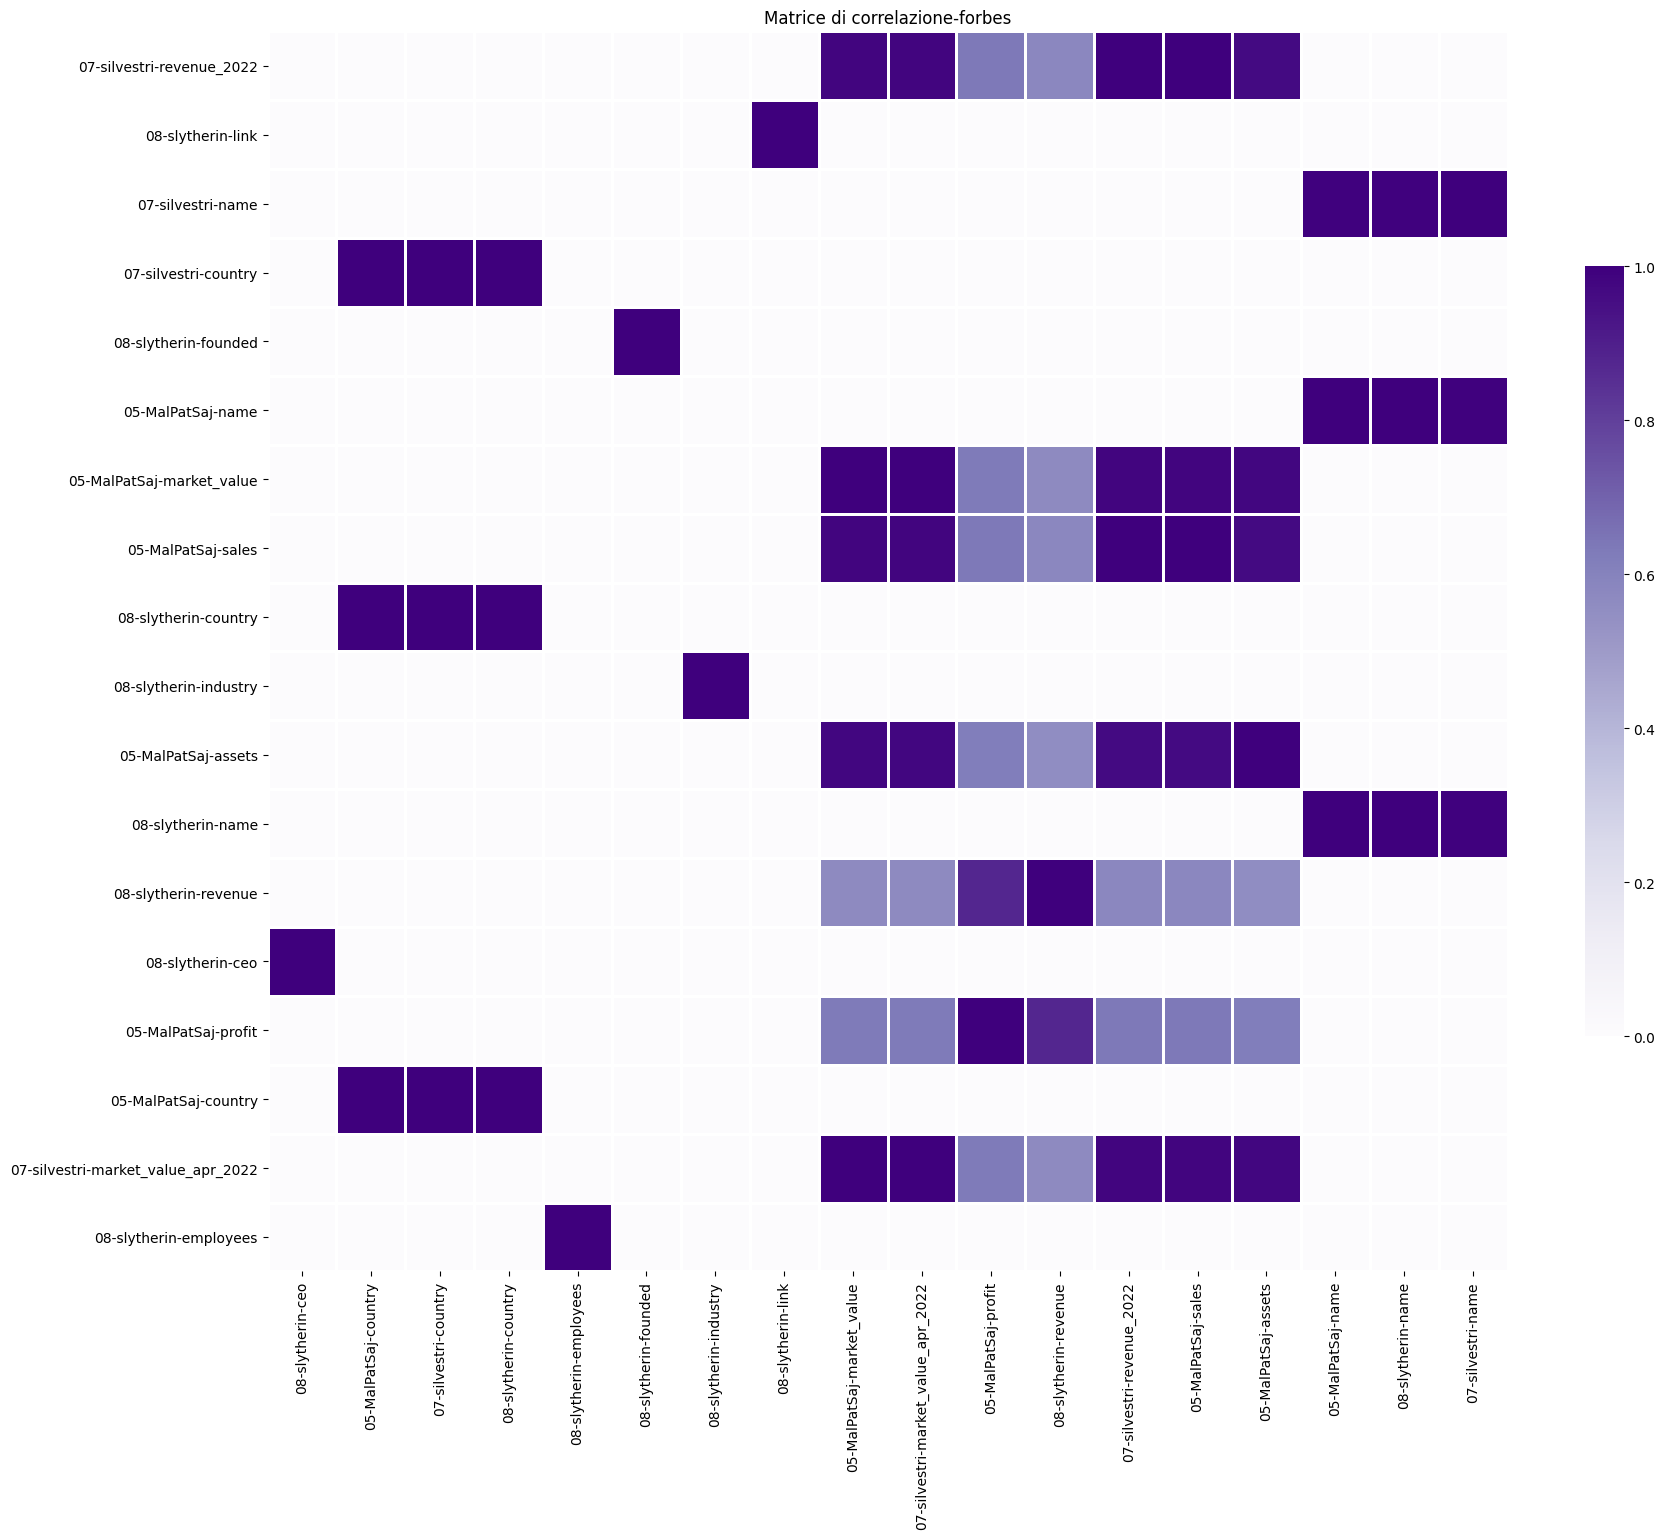 Matrice di correlazione-forbes
07-silvestri-revenue_2022
08-slytherin-link
07-silvestri-name
07-silvestri-country
08-slytherin-founded
05-MalPatSaj-name
05-MalPatSaj-market_value
05-MalPatSaj-sales
08-slytherin-country
08-slytherin-industry
05-MalPatSaj-assets
08-slytherin-name
08-slytherin-revenue
08-slytherin-ceo
05-MalPatSaj-profit
05-MalPatSaj-country
07-silvestri-market_value_apr_2022
08-slytherin-employees
08-slytherin-ceo
05-MalPatSaj-country
07-silvestri-country
08-slytherin-country
08-slytherin-employees
08-slytherin-founded
08-slytherin-industry
08-slytherin-link
05-MalPatSaj-market_value
07-silvestri-market_value_apr_2022
05-MalPatSaj-profit
08-slytherin-revenue
07-silvestri-revenue_2022
05-MalPatSaj-sales
05-MalPatSaj-assets
05-MalPatSaj-name
08-slytherin-name
07-silvestri-name
1.0
0.8
0.6
0.4
0.2
0.0